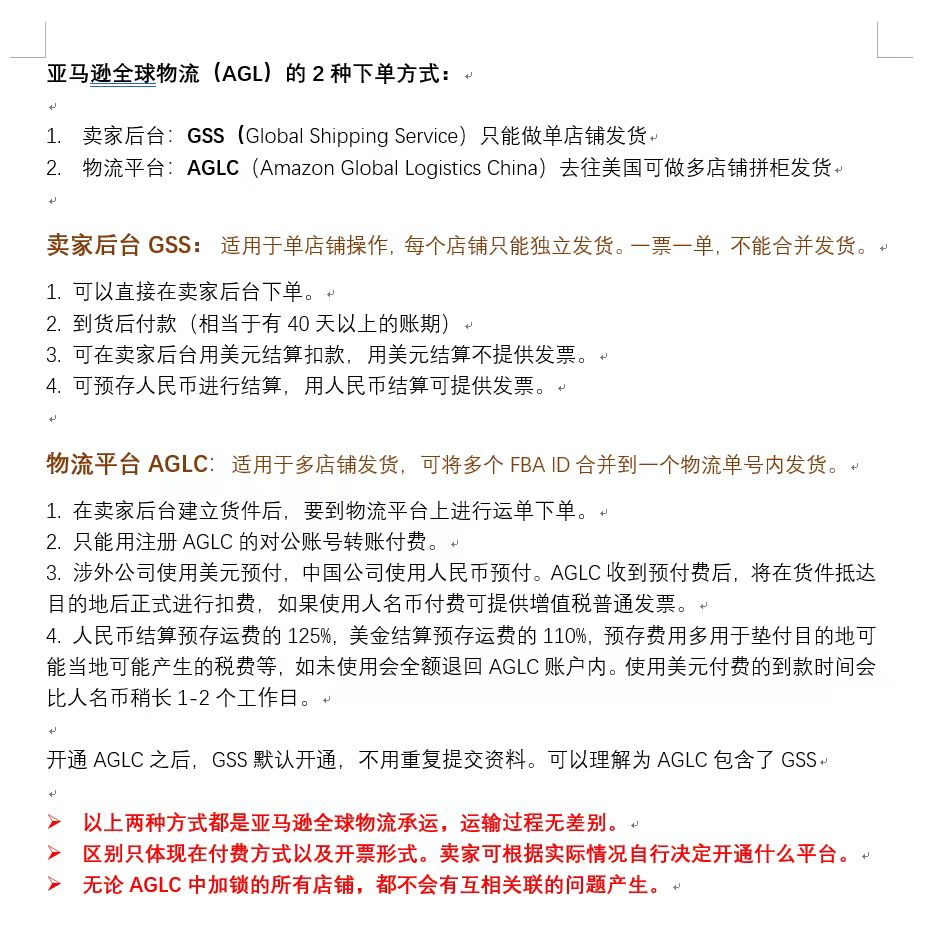 亚马逊全球物流（AGL）的 2 种下单方式：
1. 卖家后台：GSS（Global Shipping Service）只能做单店铺发货
2. 物流平台：AGLC（Amazon Global Logistics China）去往美国可做多店铺拼柜发货
卖家后台 GSS： 适用于单店铺操作, 每个店铺只能独立发货。一票一单, 不能合并发货。
1. 可以直接在卖家后台下单。
2. 到货后付款（相当于有 40 天以上的账期）
3. 可在卖家后台用美元结算扣款，用美元结算不提供发票。
4. 可预存人民币进行结算，用人民币结算可提供发票。
物流平台 AGLC： 适用于多店铺发货，可将多个 FBA ID 合并到一个物流单号内发货。
1. 在卖家后台建立货件后，要到物流平台上进行运单下单。
2. 只能用注册 AGLC 的对公账号转账付费。
3. 涉外公司使用美元预付，中国公司使用人民币预付。AGLC 收到预付费后，将在货件抵达
目的地后正式进行扣费，如果使用人名币付费可提供增值税普通发票。
4. 人民币结算预存运费的 125%, 美金结算预存运费的 110%, 预存费用多用于垫付目的地可
能当地可能产生的税费等，如未使用会全额退回 AGLC 账户内。使用美元付费的到款时间会
比人名币稍长 1-2 个工作日。
开通 AGLC 之后，GSS 默认开通，不用重复提交资料。可以理解为 AGLC 包含了 GSS
➢ 以上两种方式都是亚马逊全球物流承运，运输过程无差别。
➢ 区别只体现在付费方式以及开票形式。卖家可根据实际情况自行决定开通什么平台。
➢ 无论 AGLC 中加锁的所有店铺，都不会有互相关联的问题产生。